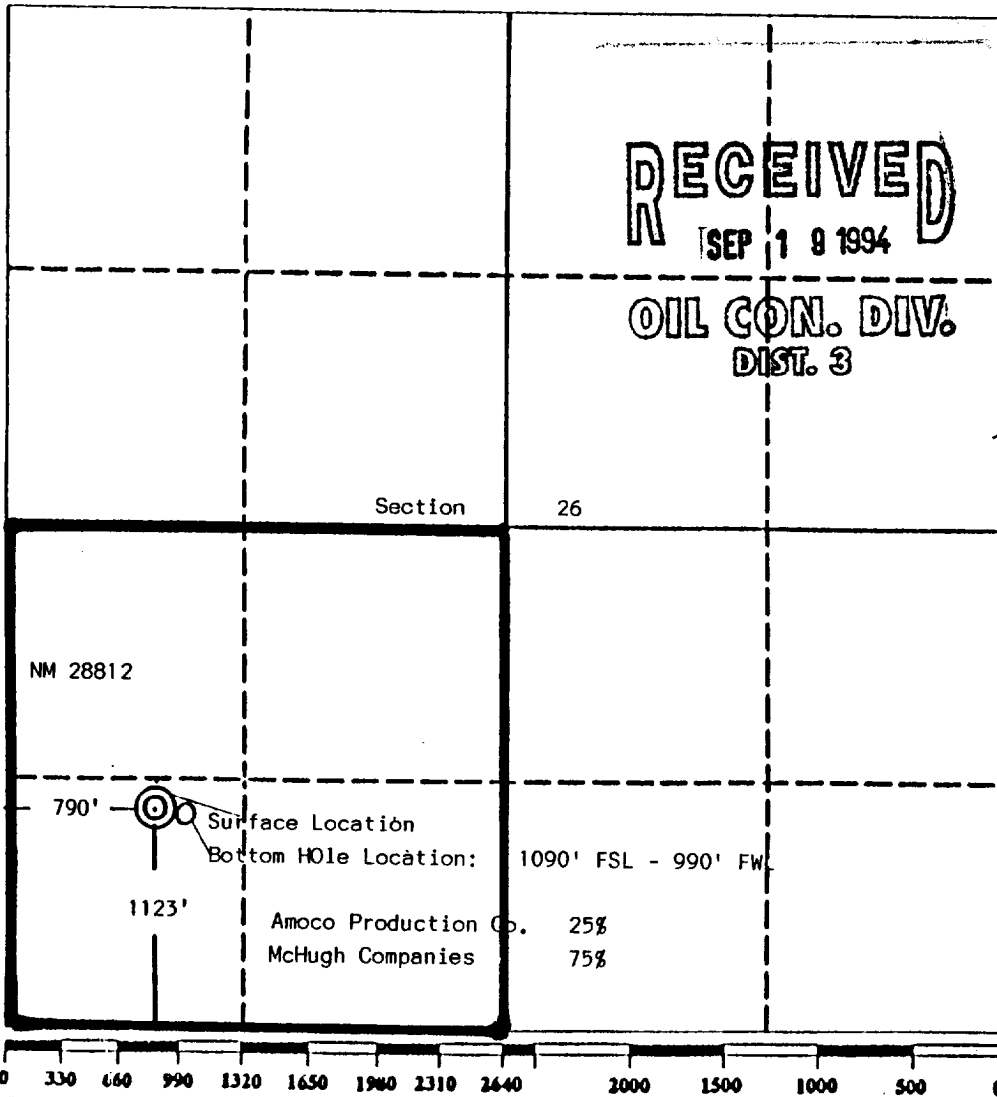 RECEIVED
SEP 19 1994
OIL CON. DIV.
DIST. 3
Section 26
NM 28812
790'
Surface Location
Bottom HOle Location: 1090' FSL - 990' FWL
1123'
Amoco Production Co. 25%
McHugh Companies 75%
0 330 660 990 1320 1650 1980 2310 2640 2000 1500 1000 500 0